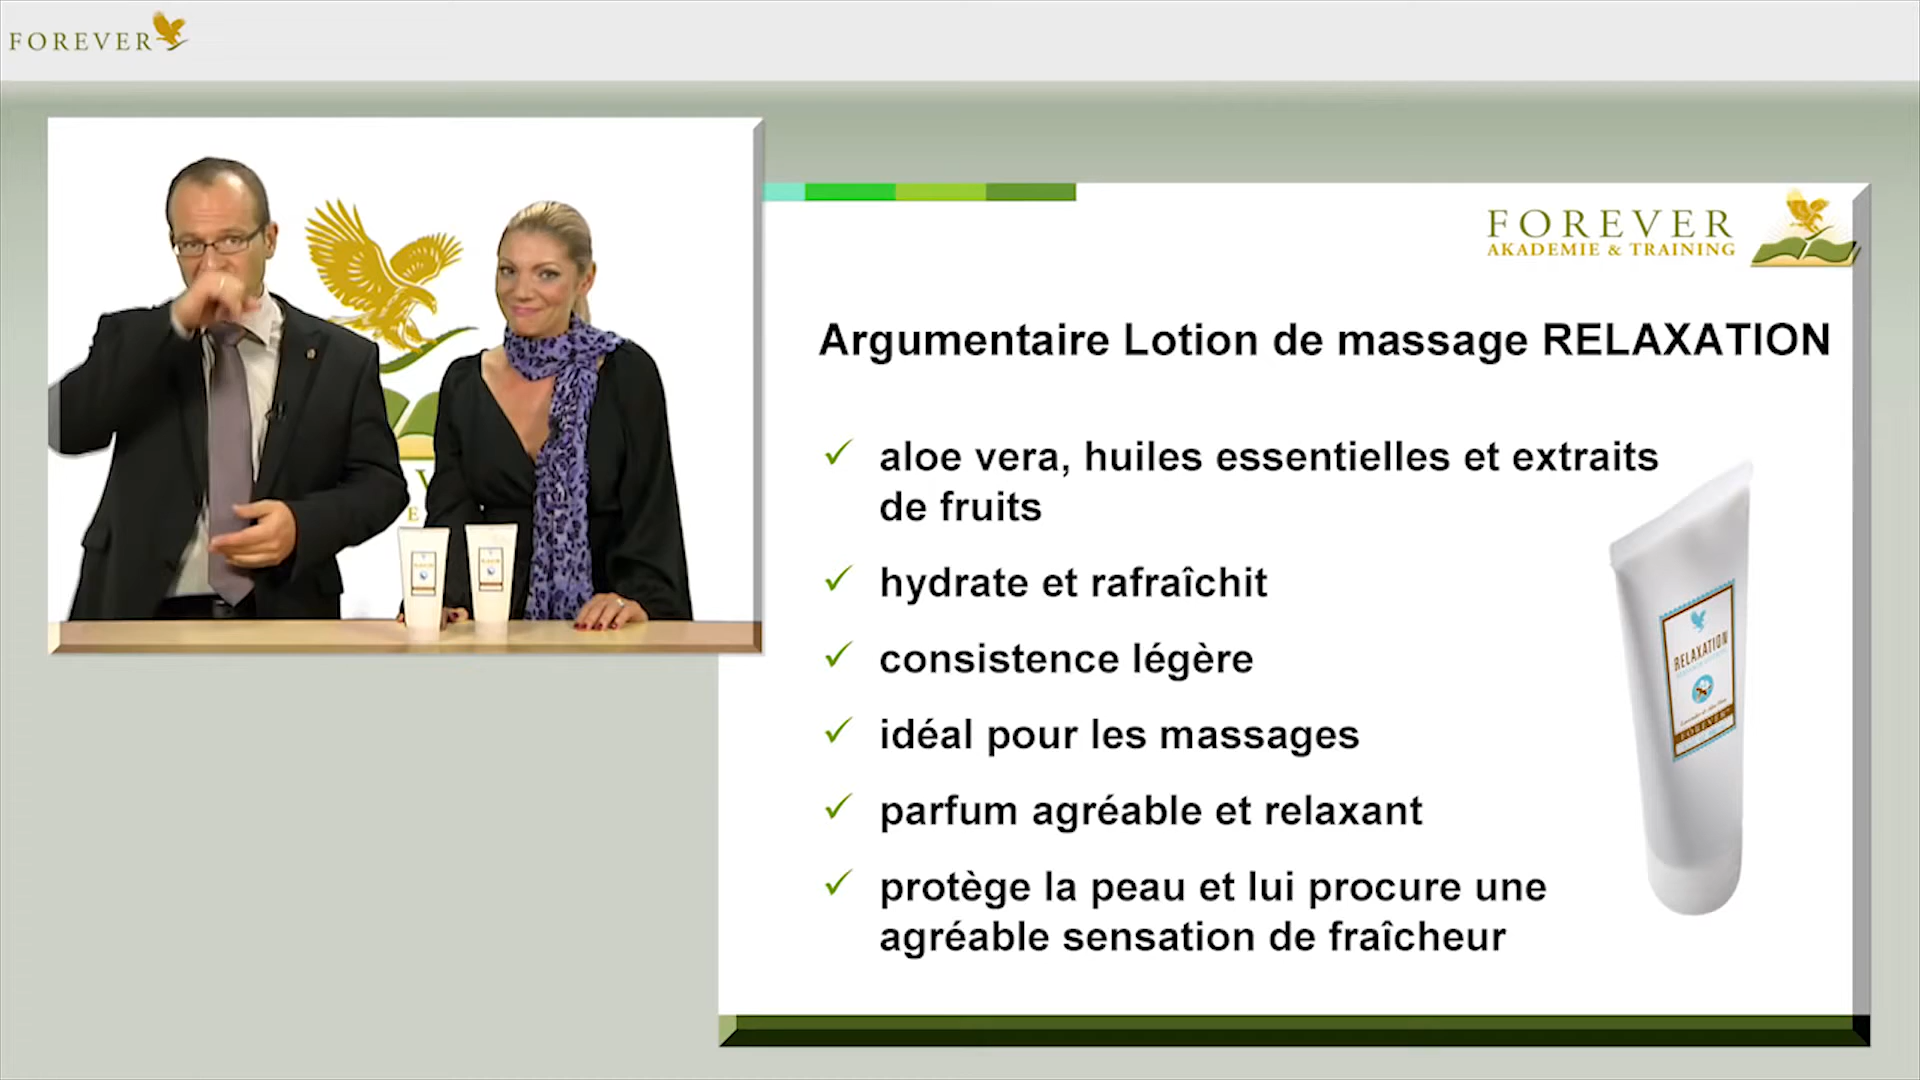 FOREVER
FOREVER
AKADEMIE & TRAINING
Argumentaire Lotion de massage RELAXATION
aloe vera, huiles essentielles et extraits
de fruits
hydrate et rafraîchit
consistence légère
idéal pour les massages
parfum agréable et relaxant
protège la peau et lui procure une
agréable sensation de fraîcheur
RELAXATION
FOREVER